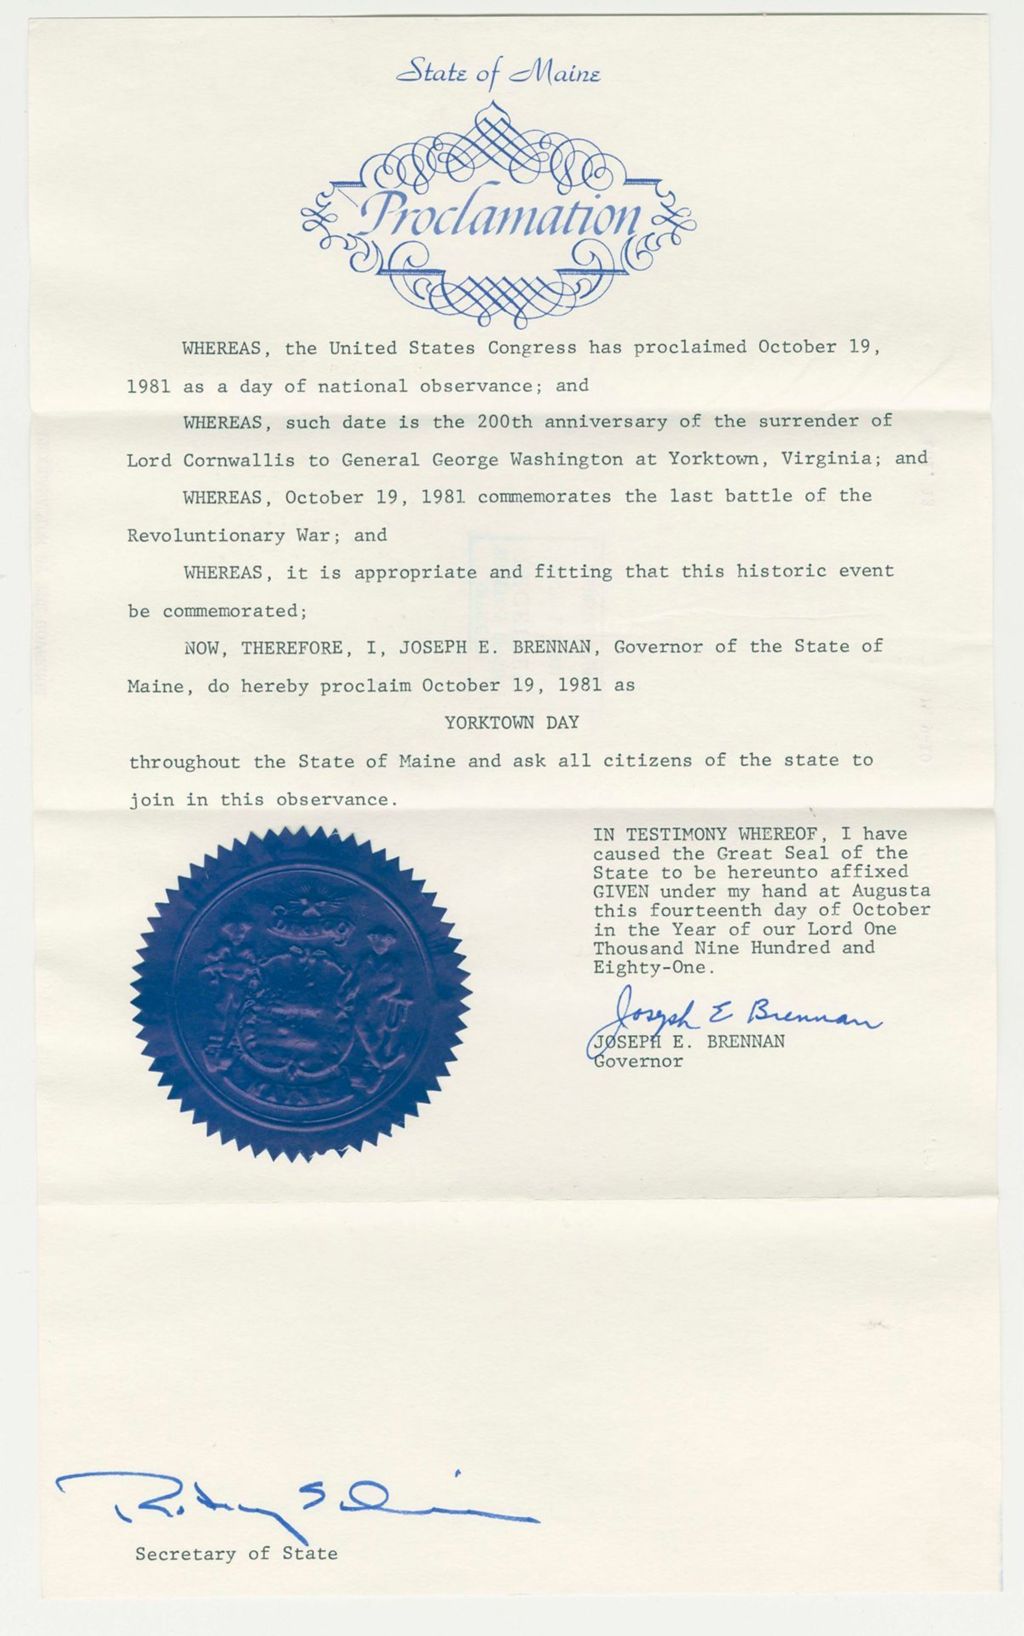 State of Maine
Proclamation
WHEREAS, the United States Congress has proclaimed October 19,
1981 as a day of national observance; and
WHEREAS, such date is the 200th anniversary of the surrender of
Lord Cornwallis to General George Washington at Yorktown, Virginia; and
WHEREAS, October 19, 1981 commemorates the last battle of the
Revoluntionary War; and
WHEREAS, it is appropriate and fitting that this historic event
be commemorated;
NOW, THEREFORE, I, JOSEPH E. BRENNAN, Governor of the State of
Maine, do hereby proclaim October 19, 1981 as
YORKTOWN DAY
throughout the State of Maine and ask all citizens of the state to
join in this observance.
IN TESTIMONY WHEREOF, I have
caused the Great Seal of the
State to be hereunto affixed
GIVEN under my hand at Augusta
this fourteenth day of October
in the Year of our Lord One
Thousand Nine Hundred and
Eighty-One.
Joseph E Brennan
JOSEPH E. BRENNAN
Governor
Secretary of State